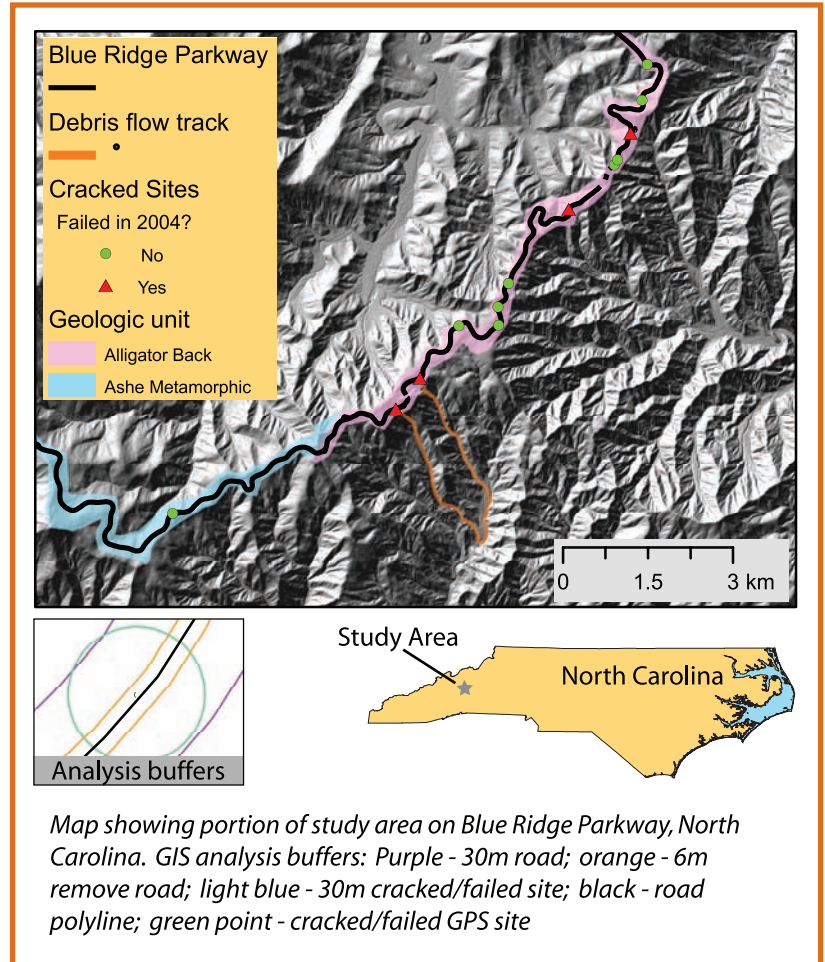 Blue Ridge Parkway
Debris flow track
Cracked Sites
Failed in 2004?
No
Yes
Geologic unit
Alligator Back
Ashe Metamorphic
0 1.5 3 km
Analysis buffers
Study Area
North Carolina
Map showing portion of study area on Blue Ridge Parkway, North
Carolina. GIS analysis buffers: Purple - 30m road; orange - 6m
remove road; light blue - 30m cracked/failed site; black - road
polyline; green point - cracked/failed GPS site